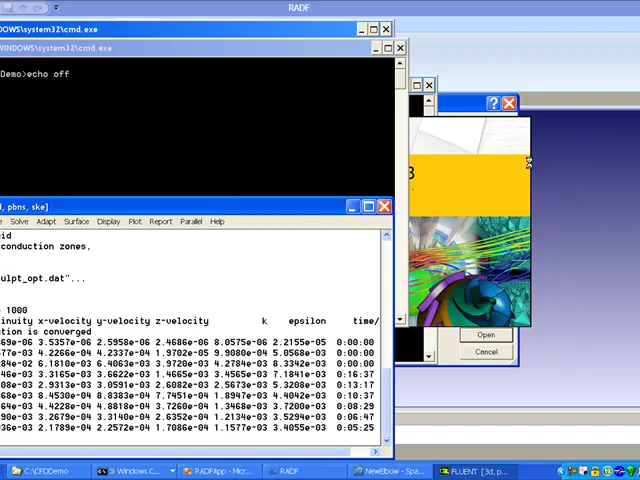 RADF
DOWS\system32\cmd.exe
WINDOWS\system32\cmd.exe
Demo>echo off
3
d, pbns, ske]
Solve Adapt Surface Display Plot Report Parallel Help
id
conduction zones,
ulpt_opt.dat"...
1000
inuity x-velocity y-velocity z-velocity k epsilon time/
tion is converged
69e-06 3.5357e-06 2.5958e-06 2.4686e-06 8.0575e-06 2.2155e-05 0:00:00
77e-03 4.2266e-04 4.2337e-04 1.9702e-05 9.9080e-04 5.0568e-03 0:00:00
84e-02 6.1810e-03 6.4063e-03 3.9720e-03 4.2784e-03 8.3342e-03 0:00:00
46e-03 3.3165e-03 3.6622e-03 1.4665e-03 3.4565e-03 7.1841e-03 0:16:37
08e-03 2.9313e-03 3.0591e-03 2.6082e-03 2.5673e-03 5.3208e-03 0:13:17
68e-03 8.4530e-04 8.8383e-04 7.7451e-04 1.8947e-03 4.4042e-03 0:10:37
64e-03 4.4228e-04 4.8818e-04 3.7260e-04 1.3468e-03 3.7200e-03 0:08:29
90e-03 3.2679e-04 3.3140e-04 2.6352e-04 1.2134e-03 3.5294e-03 0:06:47
36e-03 2.1789e-04 2.2572e-04 1.7086e-04 1.1577e-03 3.4055e-03 0:05:25
Open
Cancel
C:\CFDDemo
3 Windows C...
RADFApp - Micr...
RADF
NewElbow - Spa...
FLUENT [3d, p...